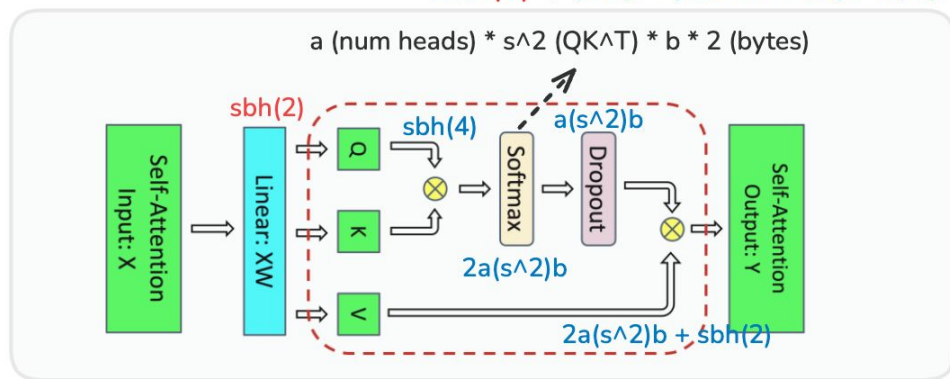 a (num heads) * s^2 (QK^T) * b * 2 (bytes)
sbh(2)
sbh(4)
a(s^2)b
Self-Attention
Input: X
Linear: XW
Q
K
V
Softmax
Dropout
Self-Attention
Output: Y
2a(s^2)b
2a(s^2)b + sbh(2)